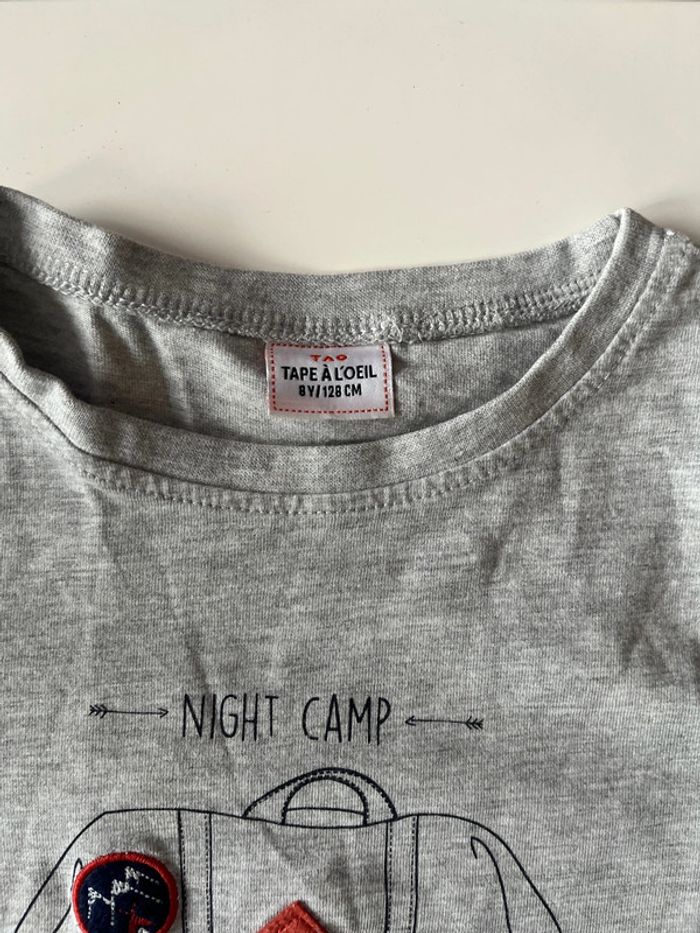 TAO
TAPE À L'OEIL
8Y/128 CM
NIGHT CAMP